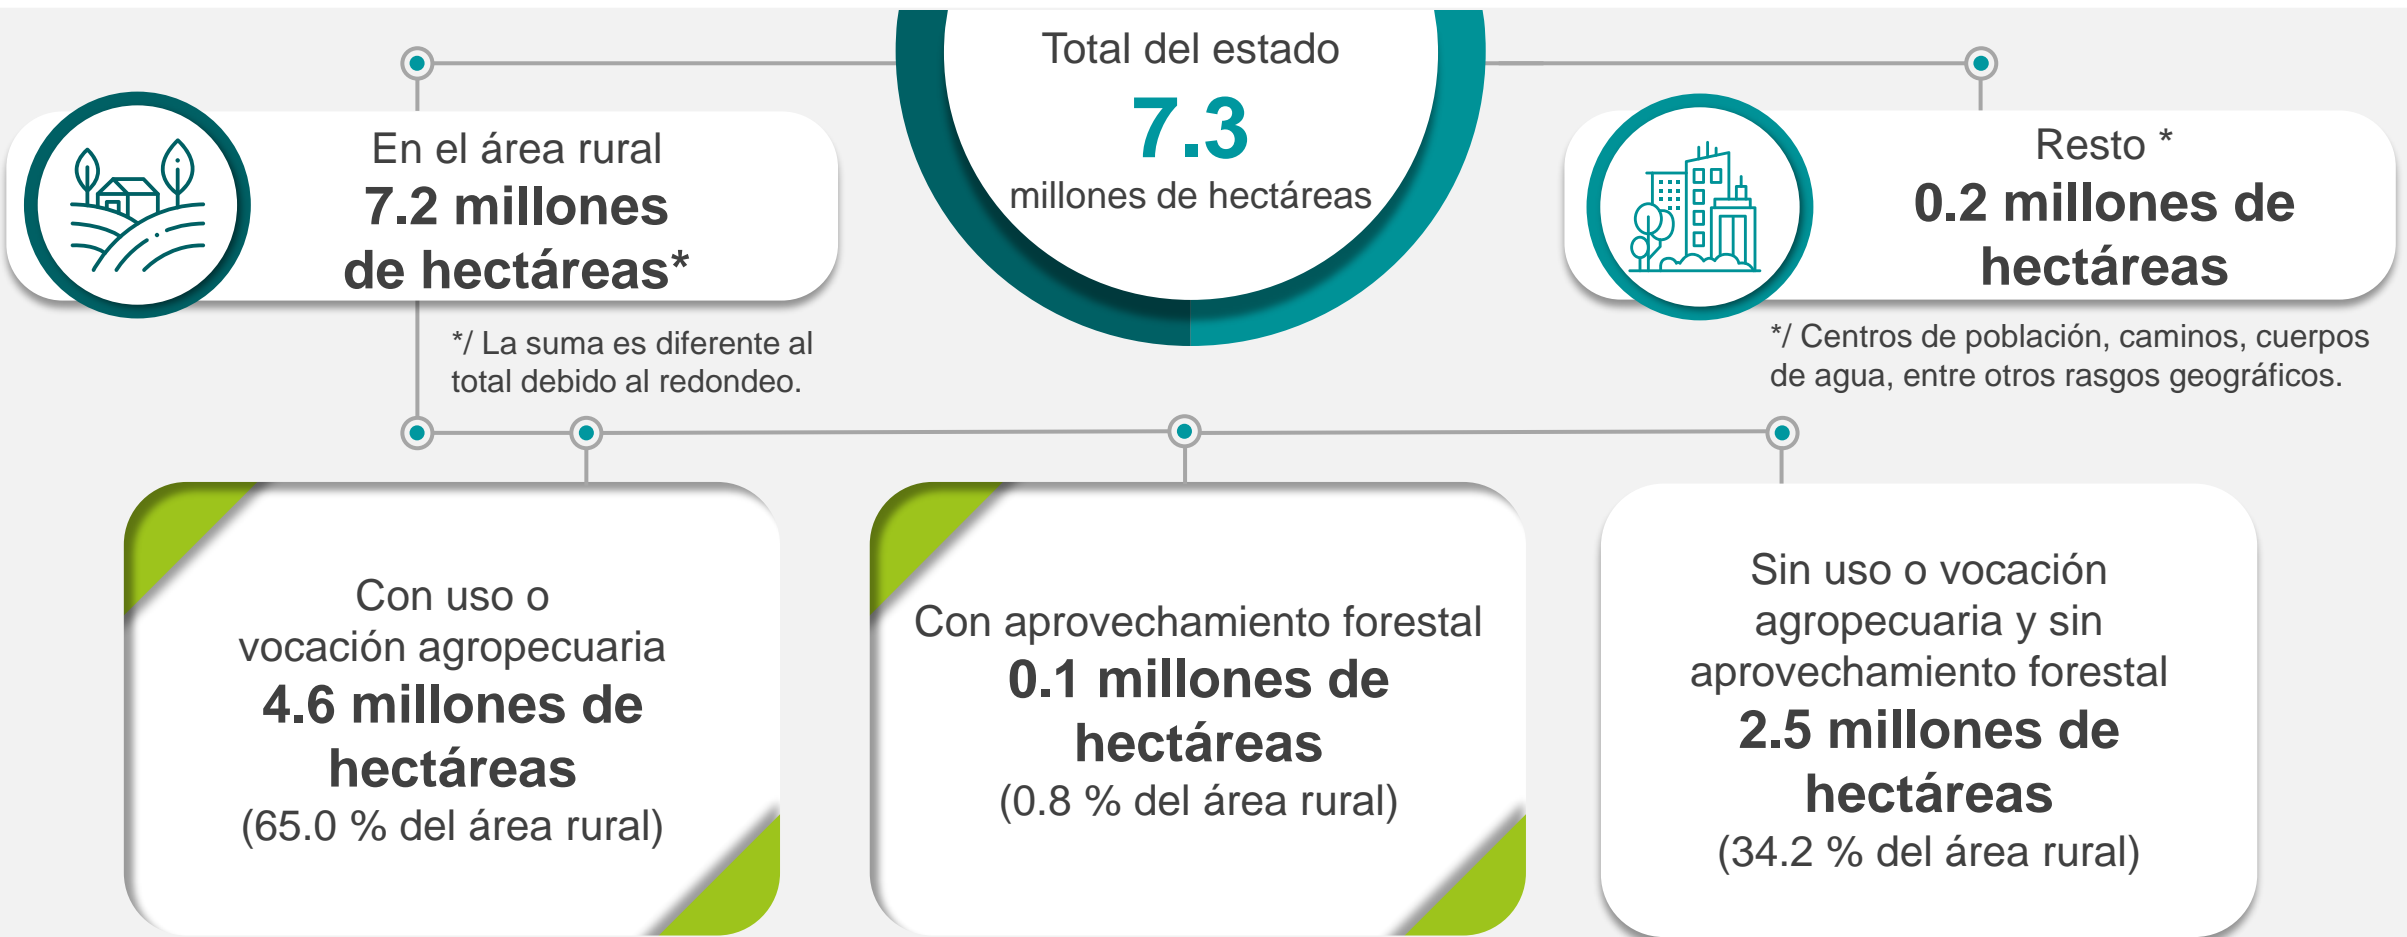 Total del estado
7.3
millones de hectáreas
En el área rural
7.2 millones
de hectáreas*
*/ La suma es diferente al
total debido al redondeo.
Resto *
0.2 millones de
hectáreas
*/ Centros de población, caminos, cuerpos
de agua, entre otros rasgos geográficos.
Con uso o
vocación agropecuaria
4.6 millones de
hectáreas
(65.0 % del área rural)
Con aprovechamiento forestal
0.1 millones de
hectáreas
(0.8 % del área rural)
Sin uso o vocación
agropecuaria y sin
aprovechamiento forestal
2.5 millones de
hectáreas
(34.2 % del área rural)